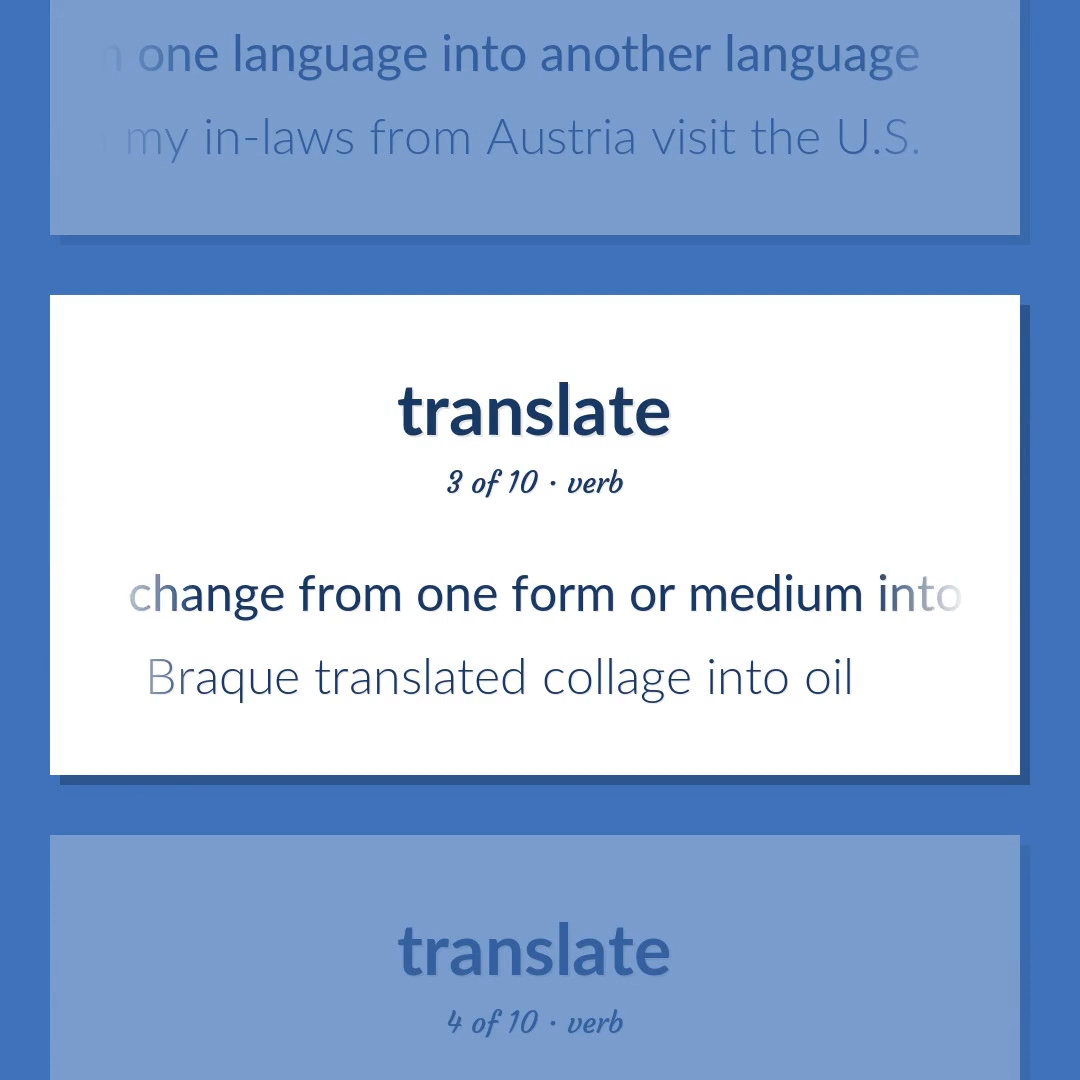 one language into another language
my in-laws from Austria visit the U.S.
translate
3 of 10 · verb
change from one form or medium into
Braque translated collage into oil
translate
4 of 10 · verb